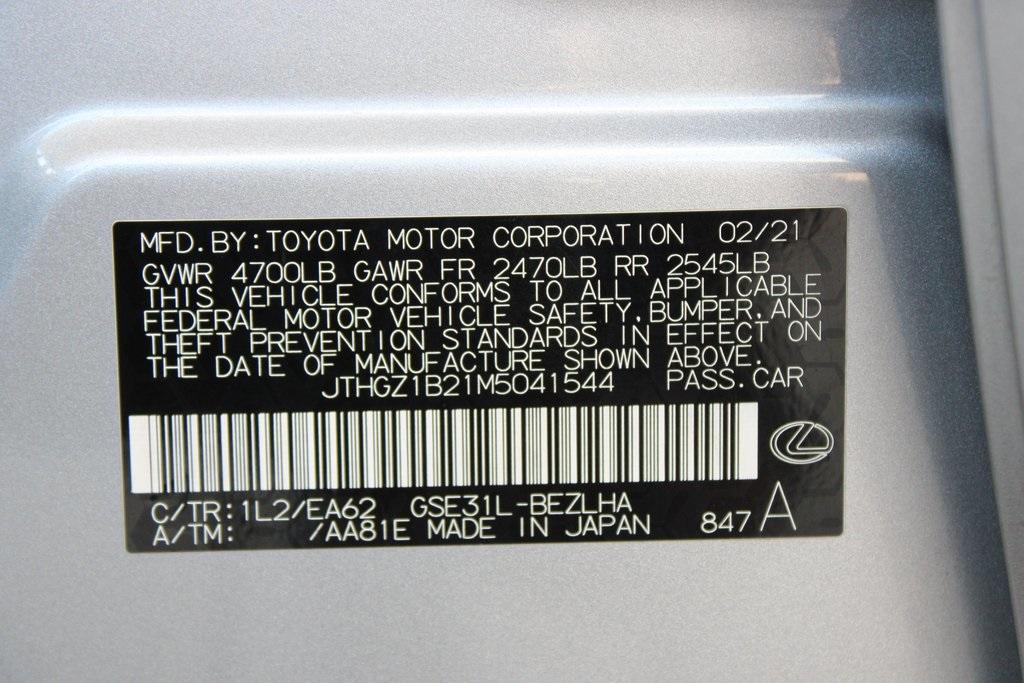 MFD.BY:TOYOTA MOTOR CORPORATION 02/21
GVWR 4700LB GAWR FR 2470LB RR 2545LB
THIS VEHICLE CONFORMS TO ALL APPLICABLE
FEDERAL MOTOR VEHICLE SAFETY,BUMPER,AND
THEFT PREVENTION STANDARDS IN EFFECT ON
THE DATE OF MANUFACTURE SHOWN ABOVE.
JTHGZ1B21M5041544 PASS.CAR
C/TR:1L2/EA62 GSE31L-BEZLHA
A/TM: /AA81E MADE IN JAPAN 847 A